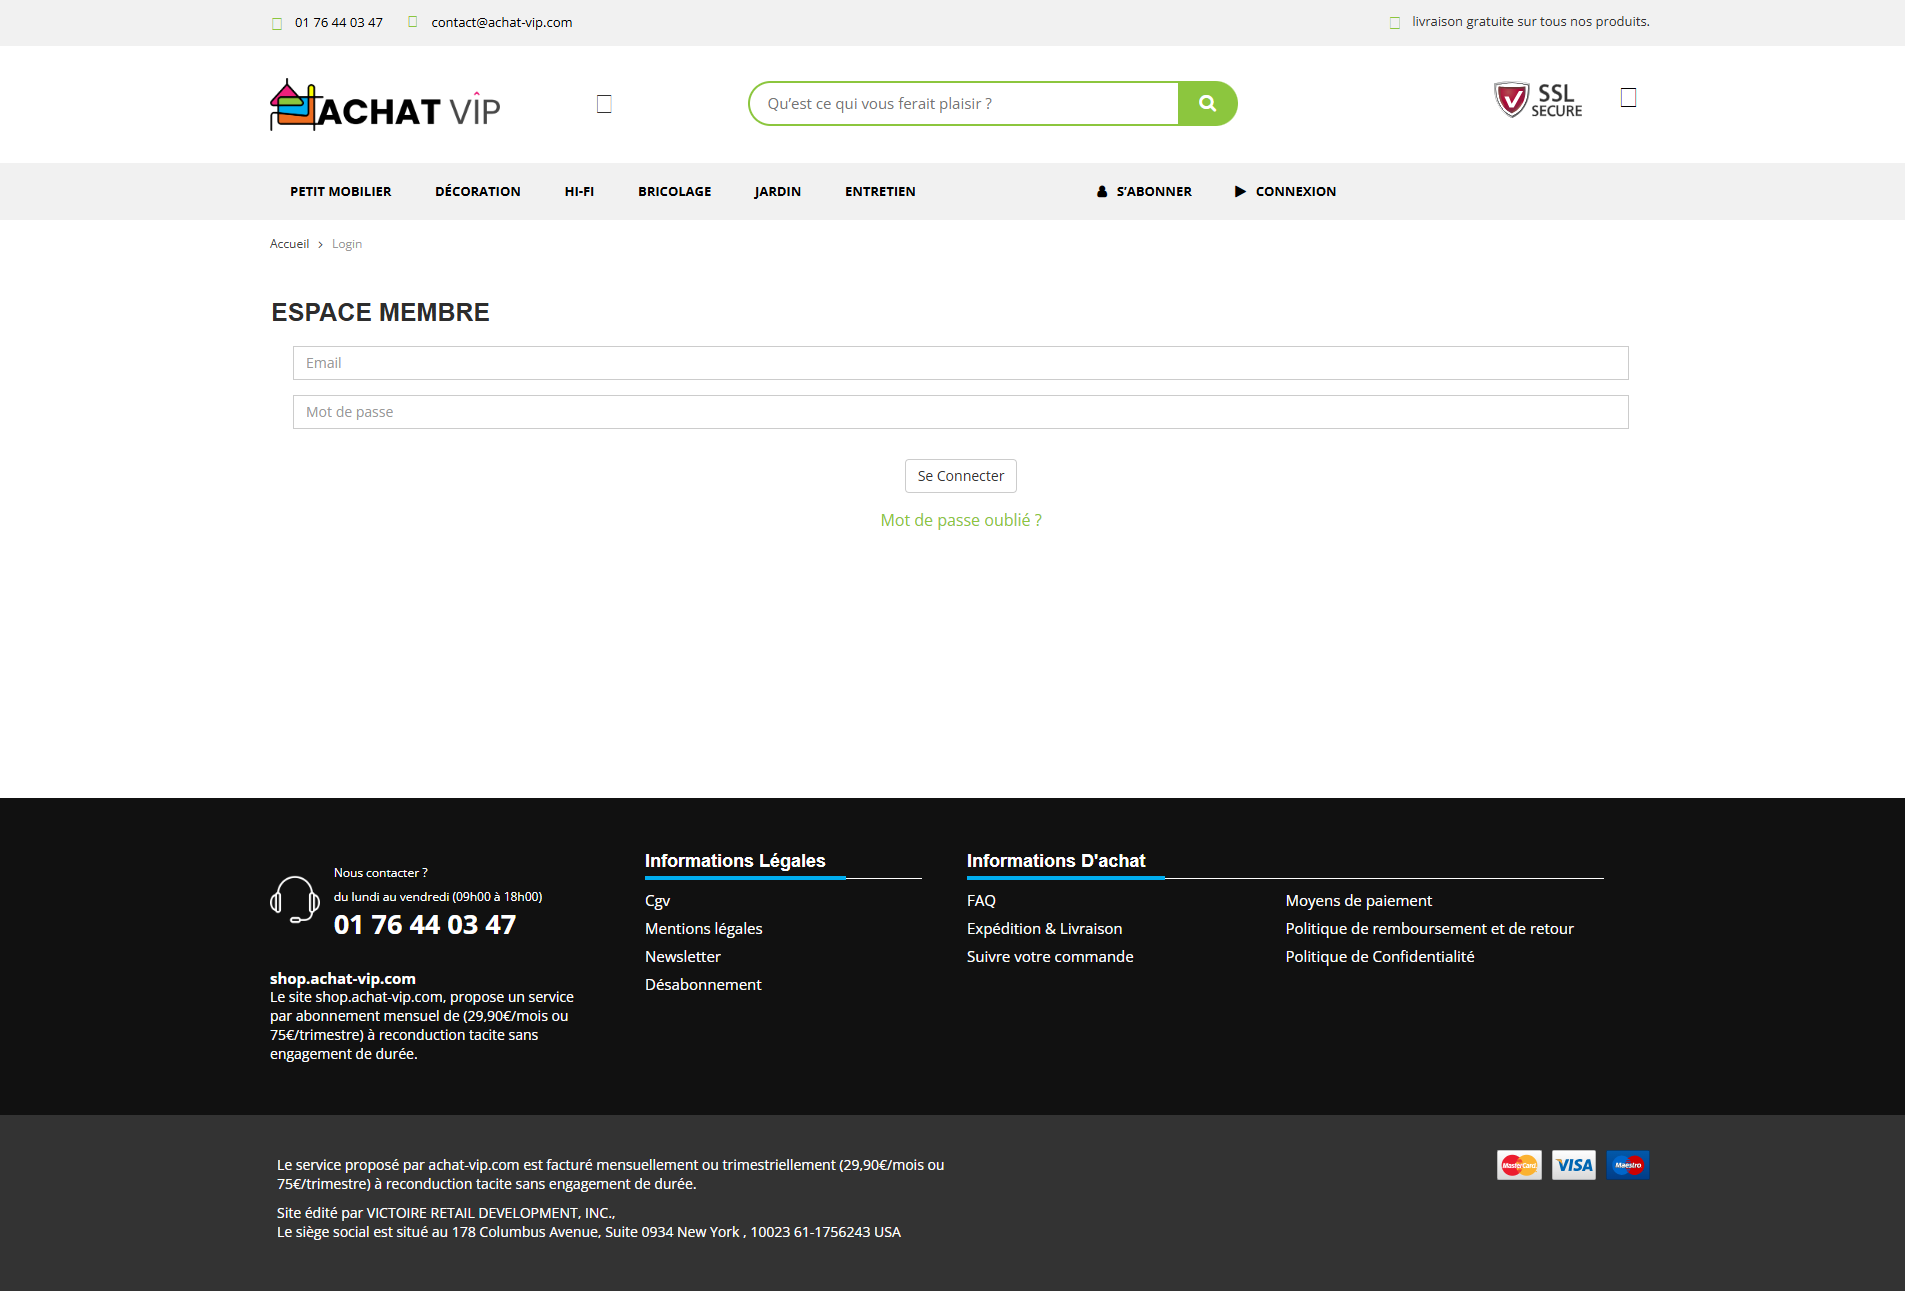 01 76 44 03 47
contact@achat-vip.com
livraison gratuite sur tous nos produits.
ACHAT VÎP
Qu’est ce qui vous ferait plaisir ?
SSL
SECURE
PETIT MOBILIER
DÉCORATION
HI-FI
BRICOLAGE
JARDIN
ENTRETIEN
S’ABONNER
CONNEXION
Accueil > Login
ESPACE MEMBRE
Email
Mot de passe
Se Connecter
Mot de passe oublié ?
Nous contacter ?
du lundi au vendredi (09h00 à 18h00)
01 76 44 03 47
shop.achat-vip.com
Le site shop.achat-vip.com, propose un service
par abonnement mensuel de (29,90€/mois ou
75€/trimestre) à reconduction tacite sans
engagement de durée.
Informations Légales
Cgv
Mentions légales
Newsletter
Désabonnement
Informations D'achat
FAQ
Expédition & Livraison
Suivre votre commande
Moyens de paiement
Politique de remboursement et de retour
Politique de Confidentialité
Le service proposé par achat-vip.com est facturé mensuellement ou trimestriellement (29,90€/mois ou
75€/trimestre) à reconduction tacite sans engagement de durée.
Site édité par VICTOIRE RETAIL DEVELOPMENT, INC.,
Le siège social est situé au 178 Columbus Avenue, Suite 0934 New York , 10023 61-1756243 USA
MasterCard
VISA
Maestro